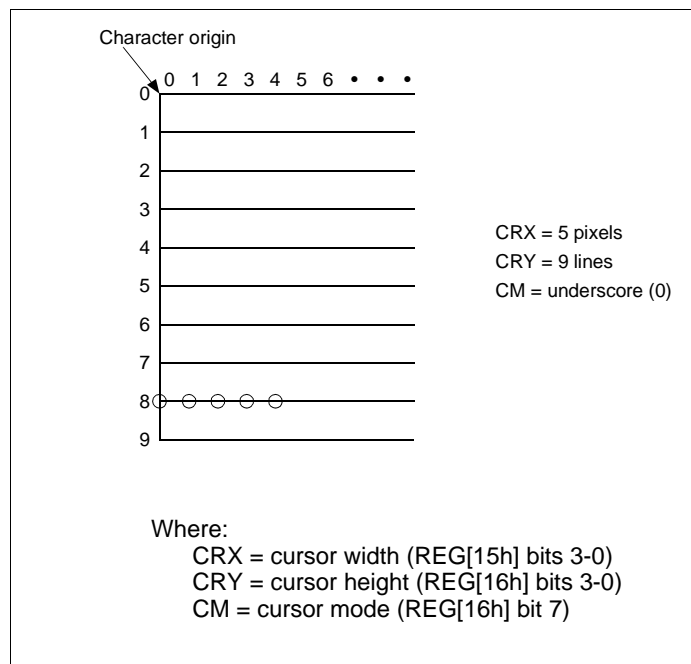 Character origin
0 1 2 3 4 5 6 • • •
0
1
2
3
4
5
6
7
8
9
CRX = 5 pixels
CRY = 9 lines
CM = underscore (0)
Where:
CRX = cursor width (REG[15h] bits 3-0)
CRY = cursor height (REG[16h] bits 3-0)
CM = cursor mode (REG[16h] bit 7)